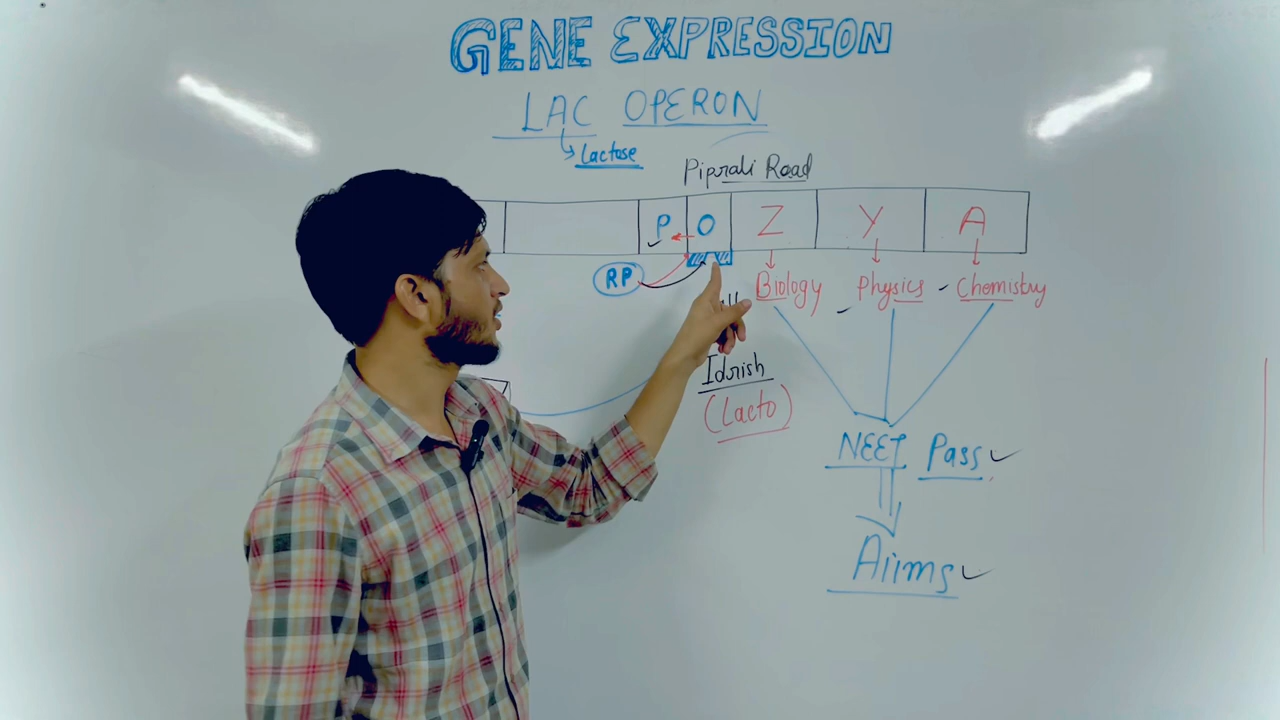 GENE EXPRESSION
LAC OPERON
Lactose
Piprali Road
P O Z Y A
RP
Biology Physics Chemistry
Idrish
(Lacto)
NEET Pass
Aiims